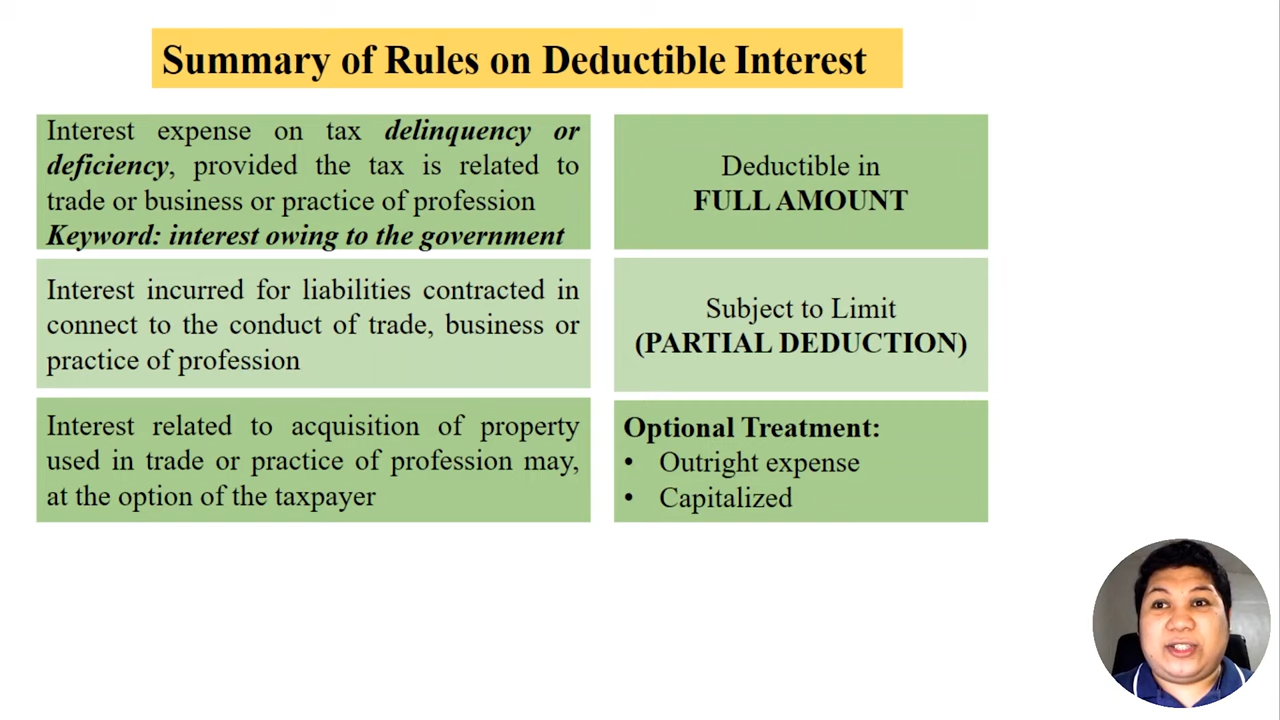 Summary of Rules on Deductible Interest
Interest expense on tax delinquency or
deficiency, provided the tax is related to
trade or business or practice of profession
Keyword: interest owing to the government
Deductible in
FULL AMOUNT
Interest incurred for liabilities contracted in
connect to the conduct of trade, business or
practice of profession
Subject to Limit
(PARTIAL DEDUCTION)
Interest related to acquisition of property
used in trade or practice of profession may,
at the option of the taxpayer
Optional Treatment:
• Outright expense
• Capitalized